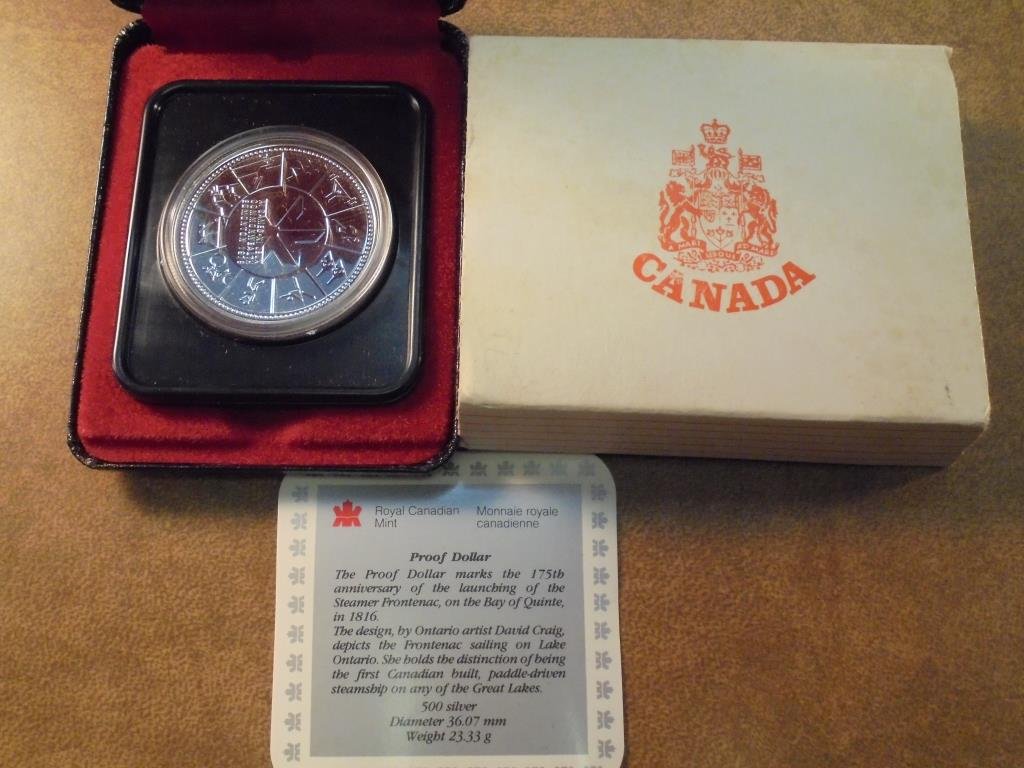 CANADA
Royal Canadian Mint
Monnaie royale canadienne
Proof Dollar
The Proof Dollar marks the 175th
anniversary of the launching of the
Steamer Frontenac, on the Bay of Quinte,
in 1816.
The design, by Ontario artist David Craig,
depicts the Frontenac sailing on Lake
Ontario. She holds the distinction of being
the first Canadian built, paddle-driven
steamship on any of the Great Lakes.
500 silver
Diameter 36.07 mm
Weight 23.33 g